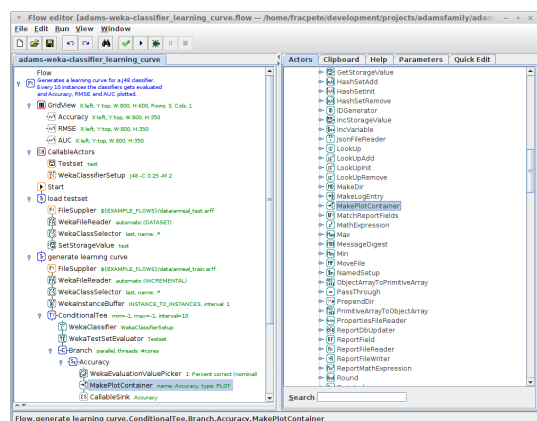 Flow editor [adams-weka-classifier_learning_curve.flow -- /home/fracpete/development/projects/adamsfamily/adams
File Edit Run View Window
adams-weka-classifier_learning_curve
Flow
Generates a learning curve for a J48 classifier.
Every 10 instances the classifiers gets evaluated
and Accuracy, RMSE and AUC plotted.
GridView X:left, Y:top, W:800, H:600, Rows: 3, Cols: 1
Accuracy X:left, Y:top, W:800, H:350
RMSE X:left, Y:top, W:800, H:350
AUC X:left, Y:top, W:800, H:350
CallableActors
Testset test
WekaClassifierSetup J48 -C 0.25 -M 2
Start
load testset
FileSupplier ${EXAMPLE_FLOWS}/data/anneal_test.arff
WekaFileReader automatic (DATASET)
WekaClassSelector last, name: .*
SetStorageValue test
generate learning curve
FileSupplier ${EXAMPLE_FLOWS}/data/anneal_train.arff
WekaFileReader automatic (INCREMENTAL)
WekaClassSelector last, name: .*
WekaInstanceBuffer INSTANCE_TO_INSTANCES, interval: 1
ConditionalTee min=-1, max=-1, interval=10
WekaClassifier WekaClassifierSetup
WekaTestSetEvaluator Testset
Branch parallel, threads: #cores
Accuracy
WekaEvaluationValuePicker 1: Percent correct (nominal)
MakePlotContainer name: Accuracy, type: PLOT
CallableSink Accuracy
Actors Clipboard Help Parameters Quick Edit
GetStorageValue
HashSetAdd
HashSetInit
HashSetRemove
IDGenerator
IncStorageValue
IncVariable
JsonFileReader
LookUp
LookUpAdd
LookUpInit
LookUpRemove
MakeDir
MakeLogEntry
MakePlotContainer
MatchReportFields
MathExpression
Max
MessageDigest
Min
MoveFile
NamedSetup
ObjectArrayToPrimitiveArray
PassThrough
PrependDir
PrimitiveArrayToObjectArray
PropertiesFileReader
ReportDbUpdater
ReportField
ReportFileReader
ReportFileWriter
ReportMathExpression
Round
Search
Flow.generate learning curve.ConditionalTee.Branch.Accuracy.MakePlotContainer